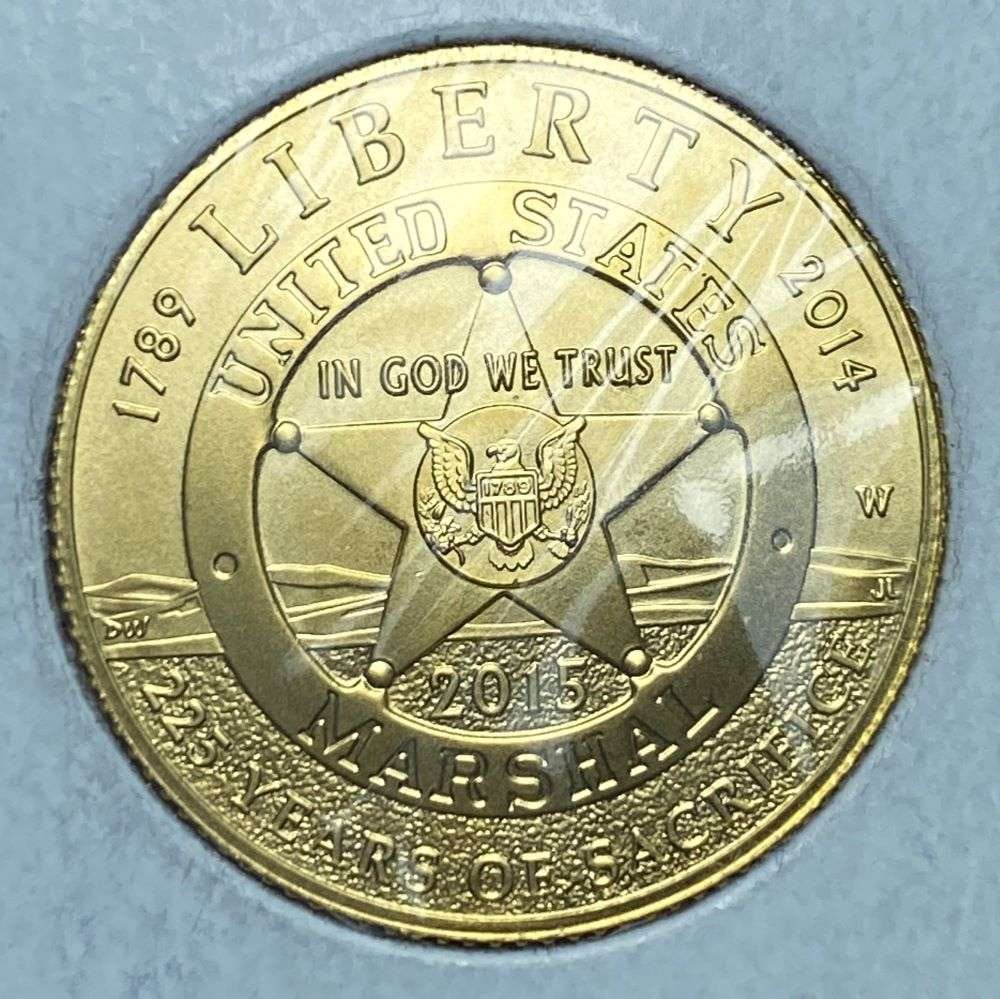 LIBERTY
1789
2014
UNITED STATES
IN GOD WE TRUST
1789
W
DW
JL
2015
MARSHAL
225 YEARS OF SACRIFICE